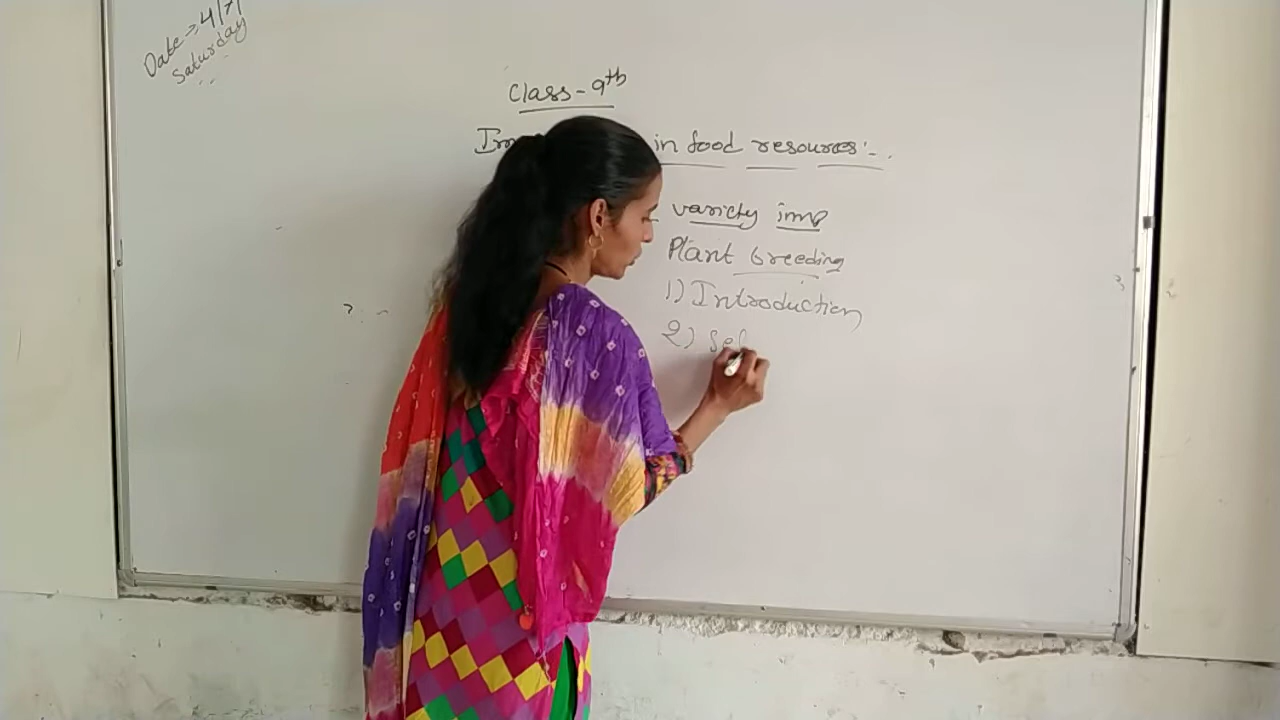 Date → 4/7/
Saturday
Class - 9th
in food resources :-
variety imp
Plant breeding
1) Introduction
2) Sel